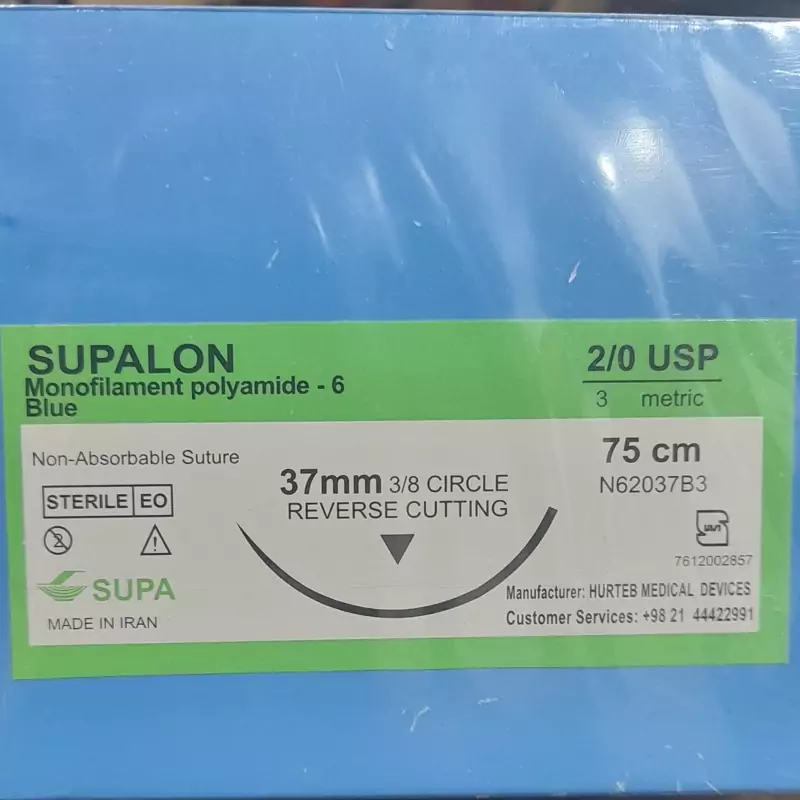 SUPALON
Monofilament polyamide - 6
Blue
2/0 USP
3 metric
Non-Absorbable Suture
STERILE EO
2
!
SUPA
MADE IN IRAN
37mm 3/8 CIRCLE
REVERSE CUTTING
75 cm
N62037B3
7612002857
Manufacturer: HURTEB MEDICAL DEVICES
Customer Services: +98 21 44422991